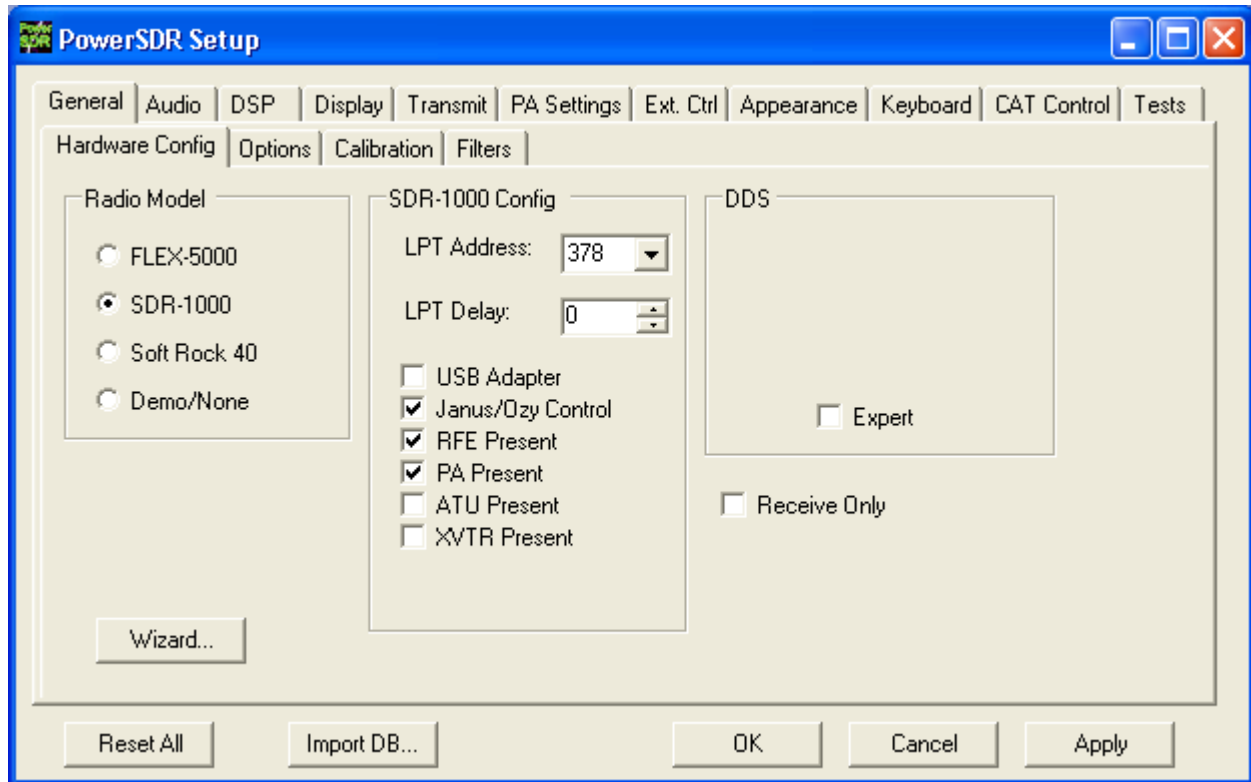 PowerSDR Setup
General Audio DSP Display Transmit PA Settings Ext. Ctrl Appearance Keyboard CAT Control Tests
Hardware Config Options Calibration Filters
Radio Model
FLEX-5000
SDR-1000
Soft Rock 40
Demo/None
SDR-1000 Config
LPT Address: 378
LPT Delay: 0
USB Adapter
Janus/Ozy Control
RFE Present
PA Present
ATU Present
XVTR Present
DDS
Expert
Receive Only
Wizard...
Reset All Import DB... OK Cancel Apply